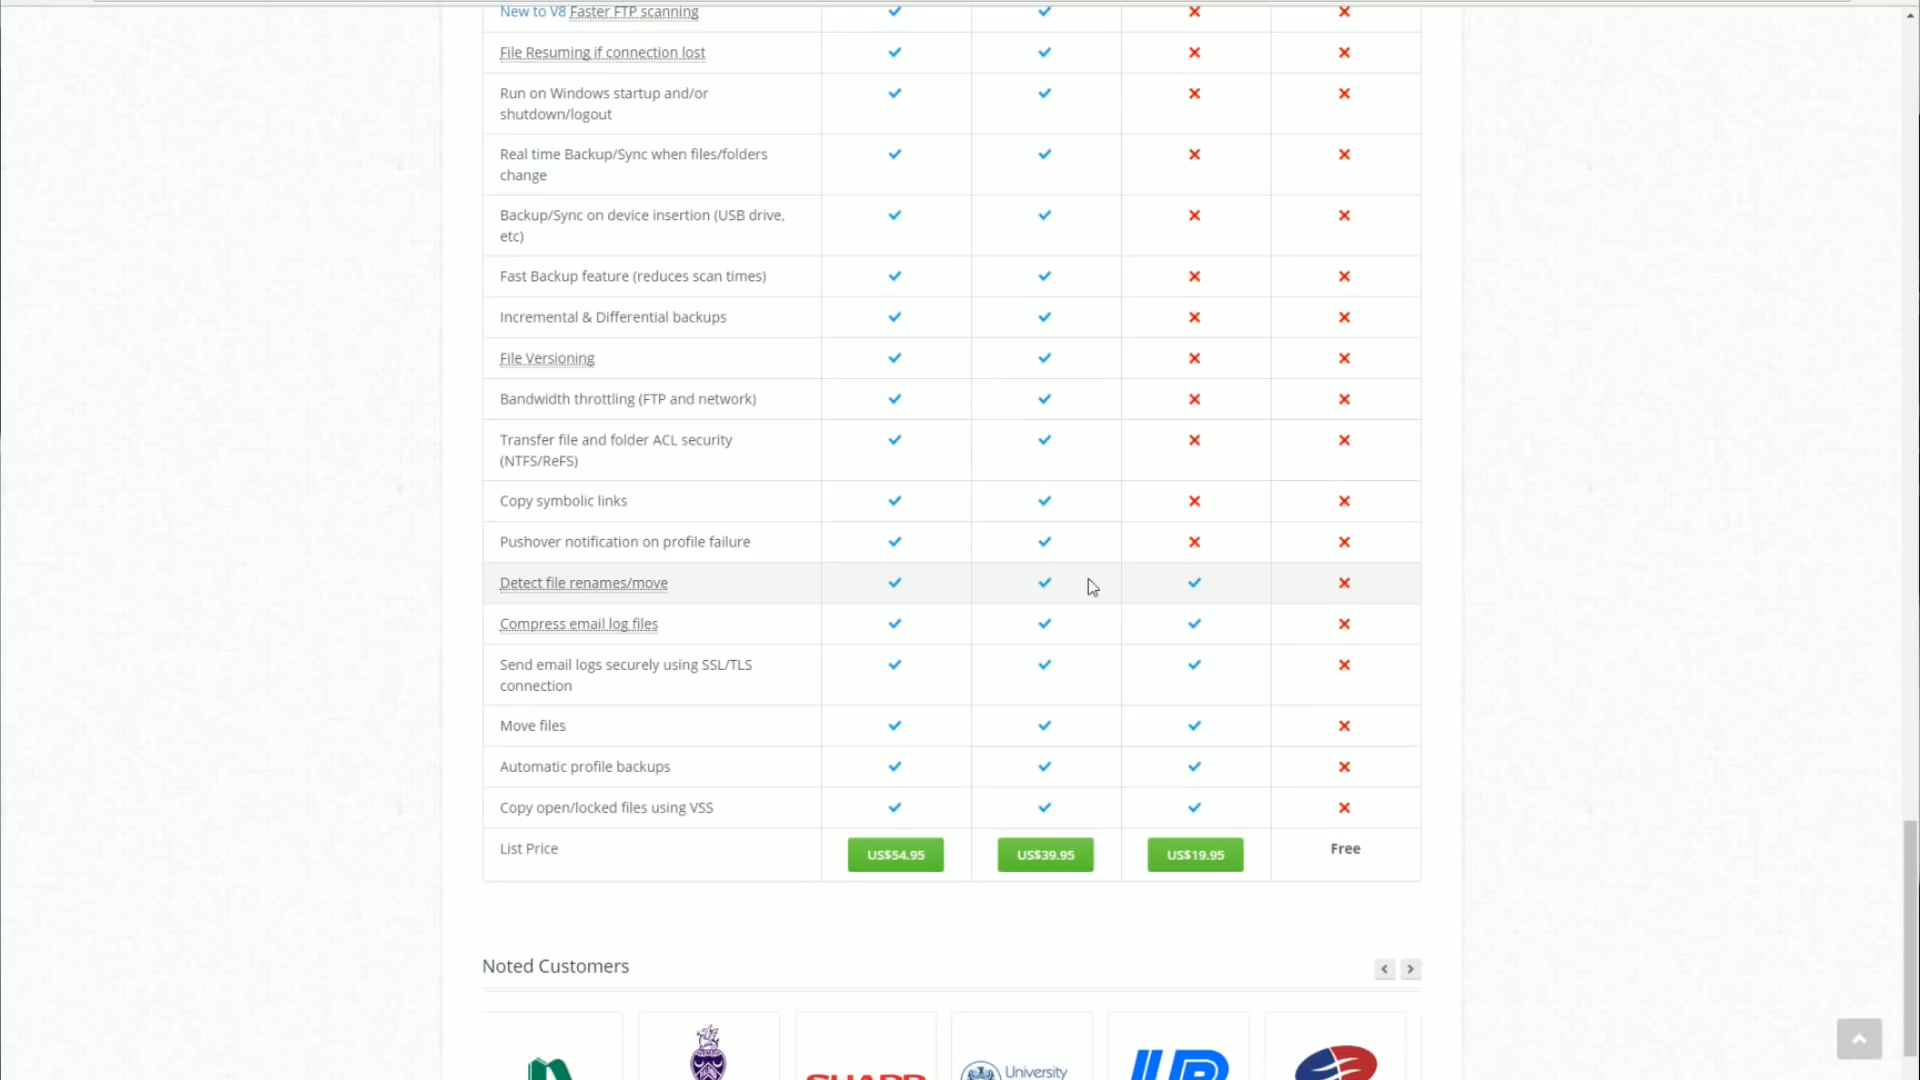 New to V8 Faster FTP scanning
File Resuming if connection lost
Run on Windows startup and/or
shutdown/logout
Real time Backup/Sync when files/folders
change
Backup/Sync on device insertion (USB drive,
etc)
Fast Backup feature (reduces scan times)
Incremental & Differential backups
File Versioning
Bandwidth throttling (FTP and network)
Transfer file and folder ACL security
(NTFS/ReFS)
Copy symbolic links
Pushover notification on profile failure
Detect file renames/move
Compress email log files
Send email logs securely using SSL/TLS
connection
Move files
Automatic profile backups
Copy open/locked files using VSS
List Price US$54.95 US$39.95 US$19.95 Free
Noted Customers
SHARP University